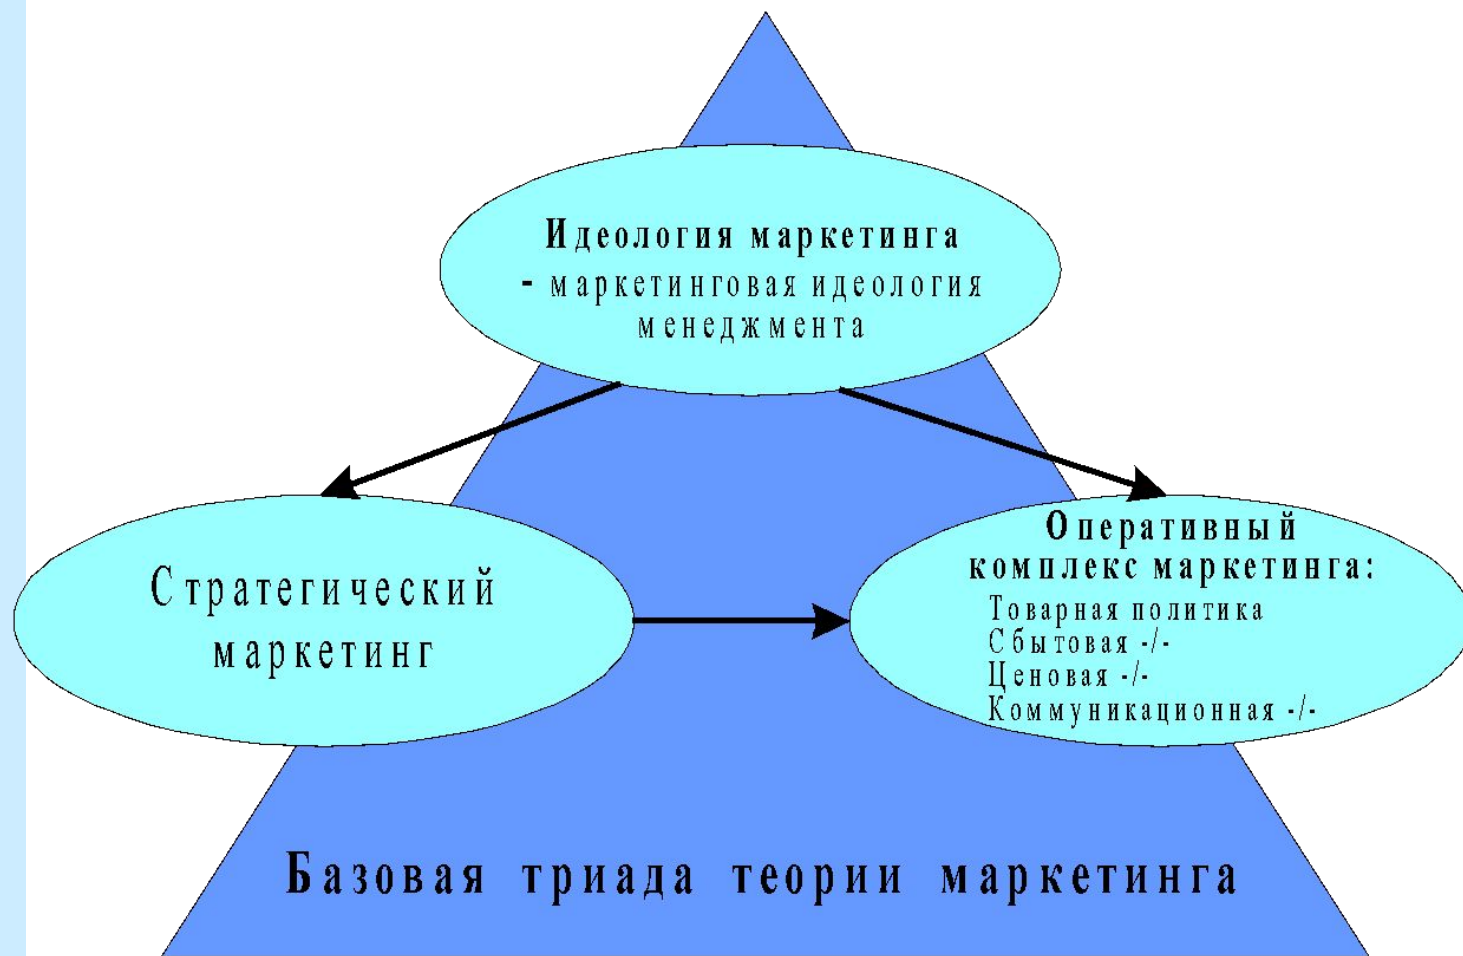 Идеология маркетинга
- маркетинговая идеология
менеджмента
Стратегический
маркетинг
Оперативный
комплекс маркетинга:
Товарная политика
Сбытовая -/-
Ценовая -/-
Коммуникационная -/-
Базовая триада теории маркетинга